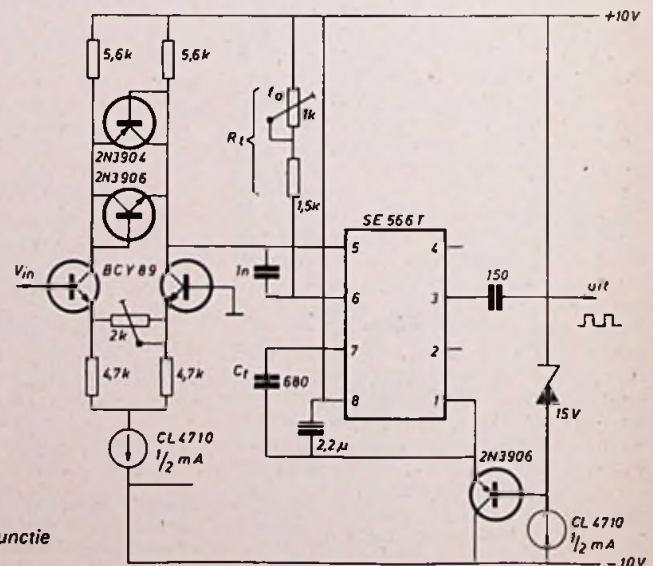 +10V
5,6k
5,6k
f₀
1k
Rₜ
2N3904
2N3906
1,5k
SE 566T
Vᵢₙ
BCY 89
1n
5
4
6
3
150
uit
7
2
8
1
2k
Cₜ
680
4,7k
4,7k
15V
2,2μ
2N3906
CL 4710
½ mA
CL 4710
½ mA
unctie
-10V